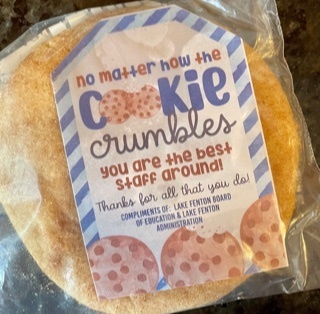 no matter how the
Cookie
crumbles
you are the best
staff around!
Thanks for all that you do!
COMPLIMENTS OF: LAKE FENTON BOARD
OF EDUCATION & LAKE FENTON
ADMINISTRATION